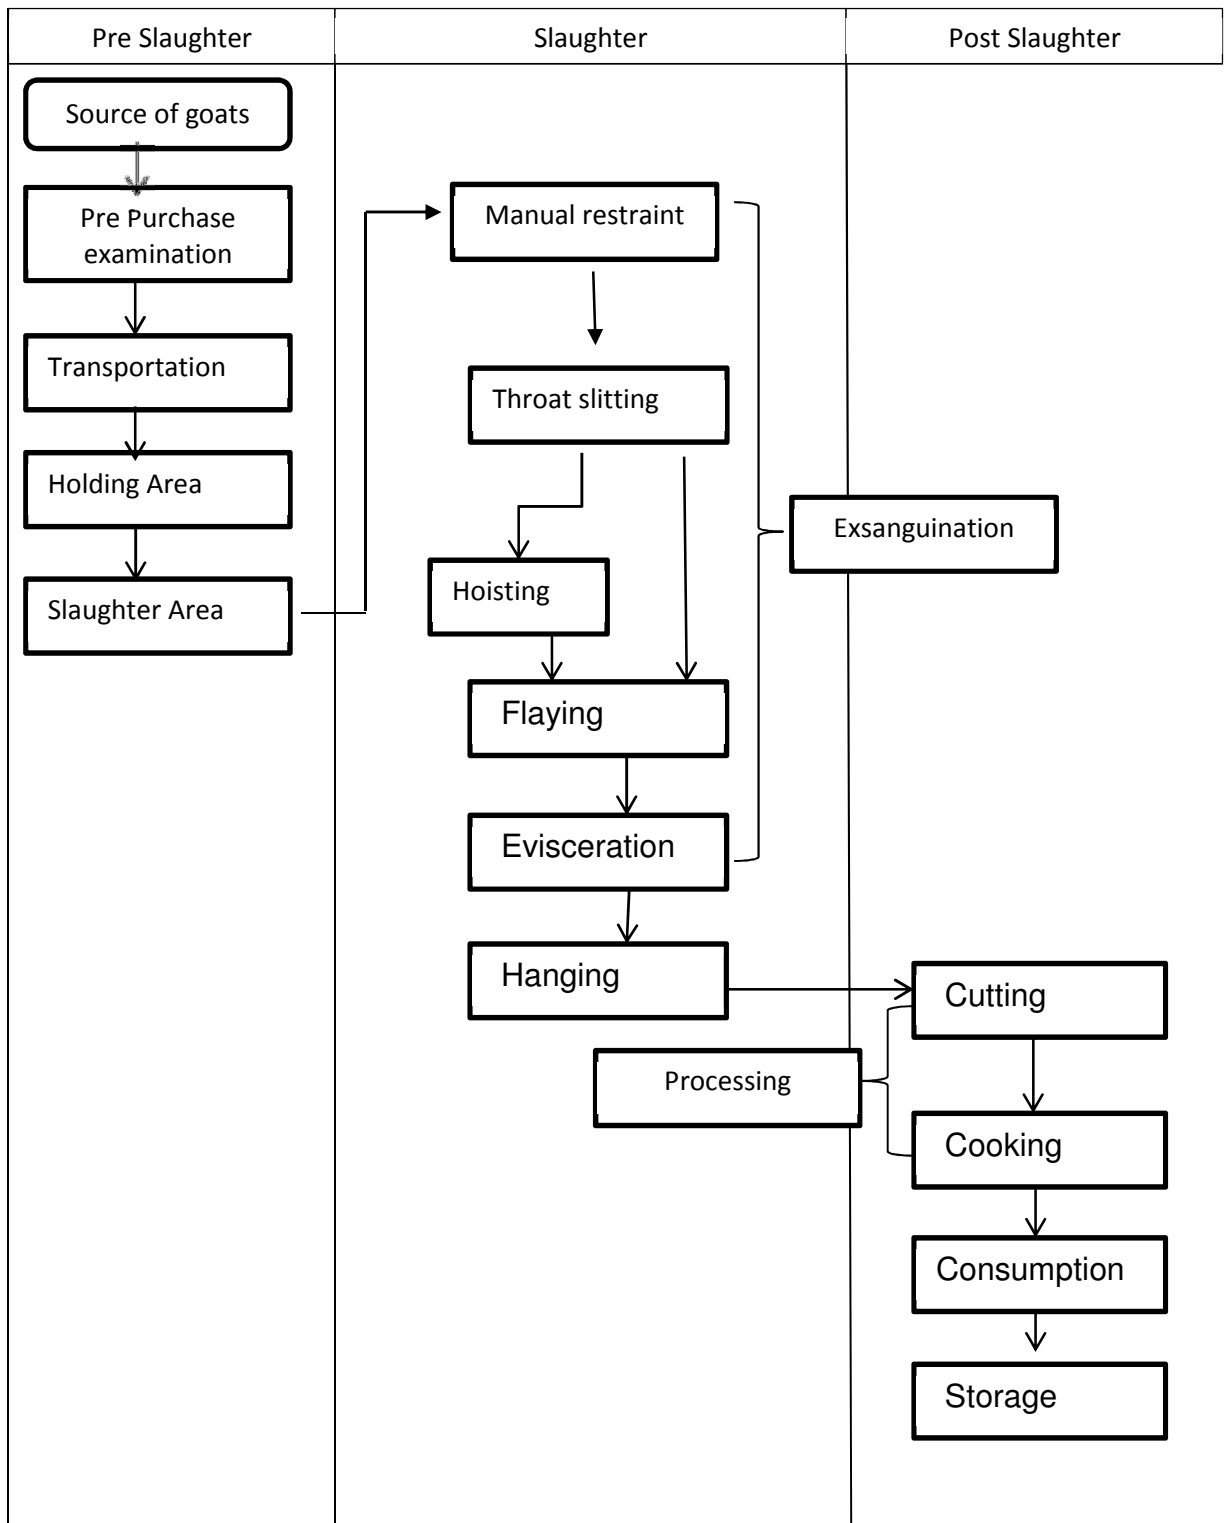 Pre Slaughter
Slaughter
Post Slaughter
Source of goats
Pre Purchase
examination
Transportation
Holding Area
Slaughter Area
Manual restraint
Throat slitting
Hoisting
Flaying
Evisceration
Hanging
Exsanguination
Processing
Cutting
Cooking
Consumption
Storage